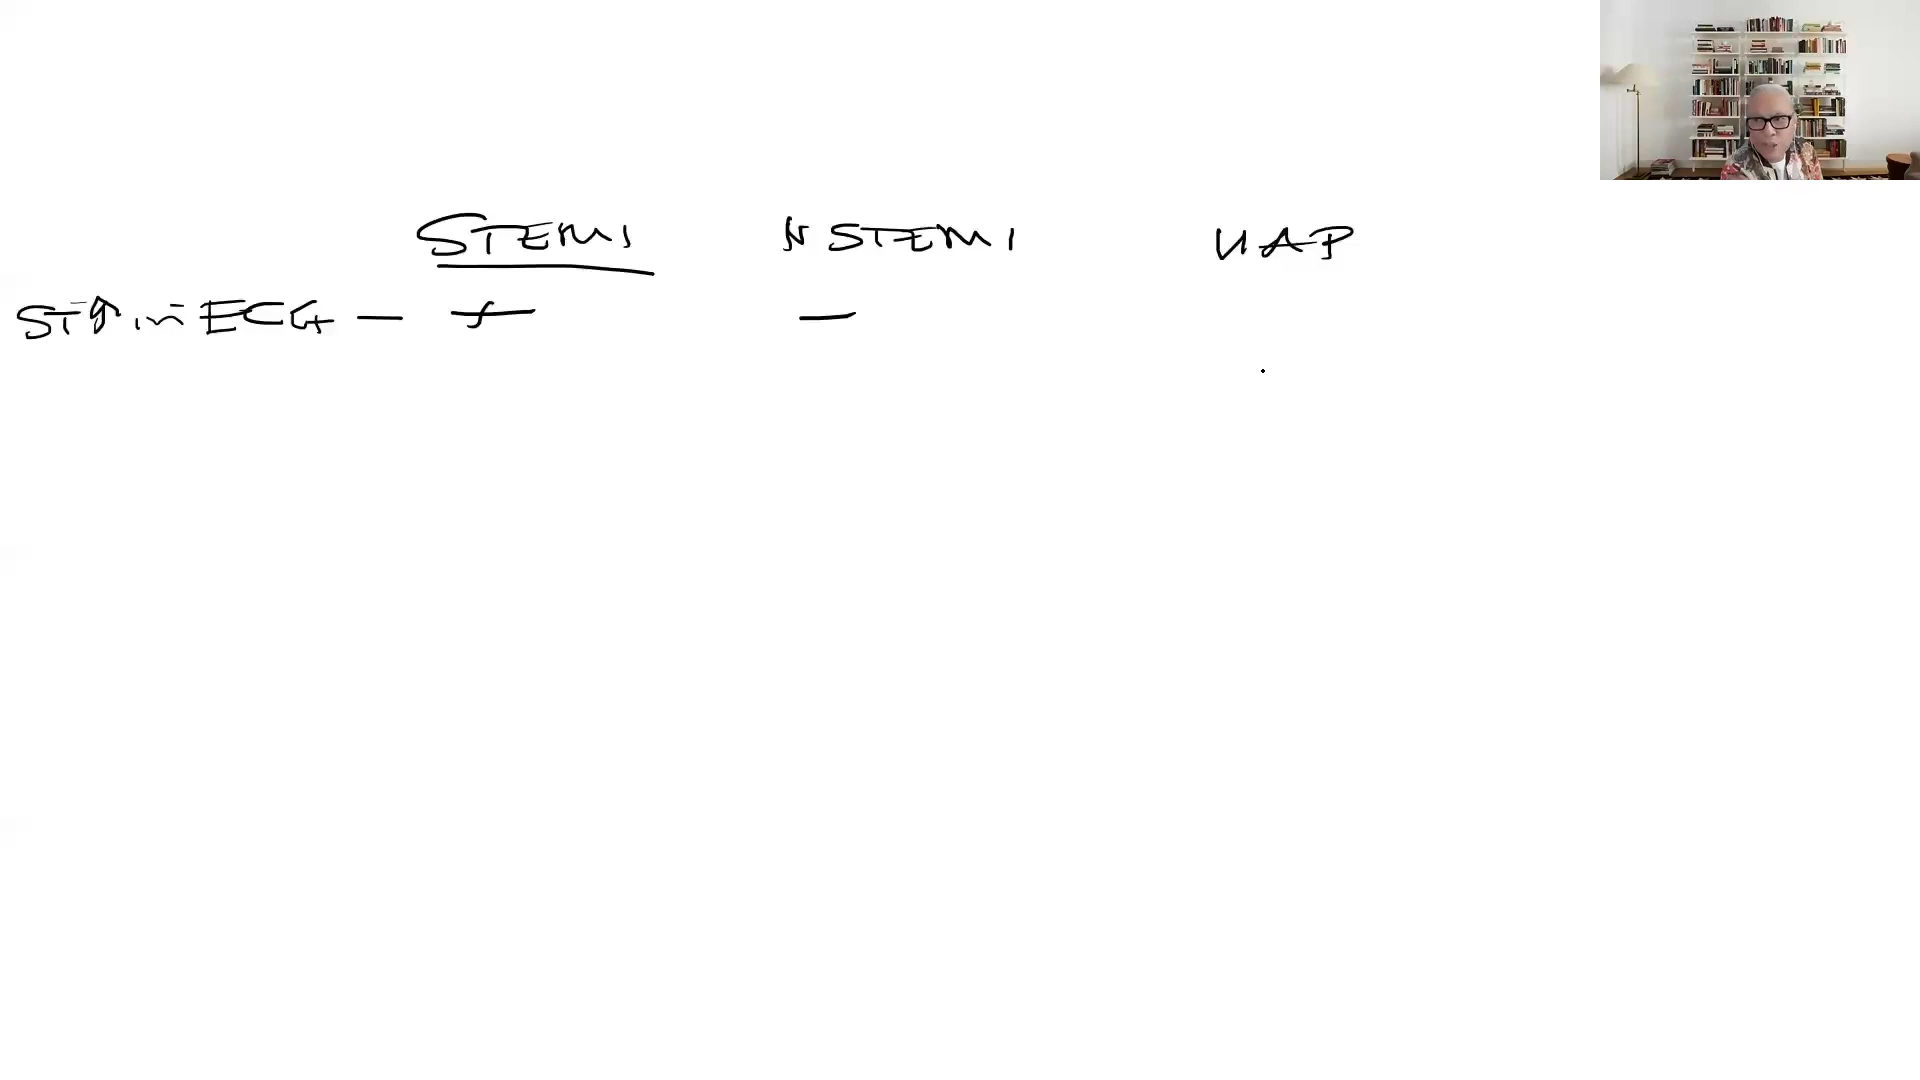 STEMI NSTEMI UAP
ST↑ in ECG — + —